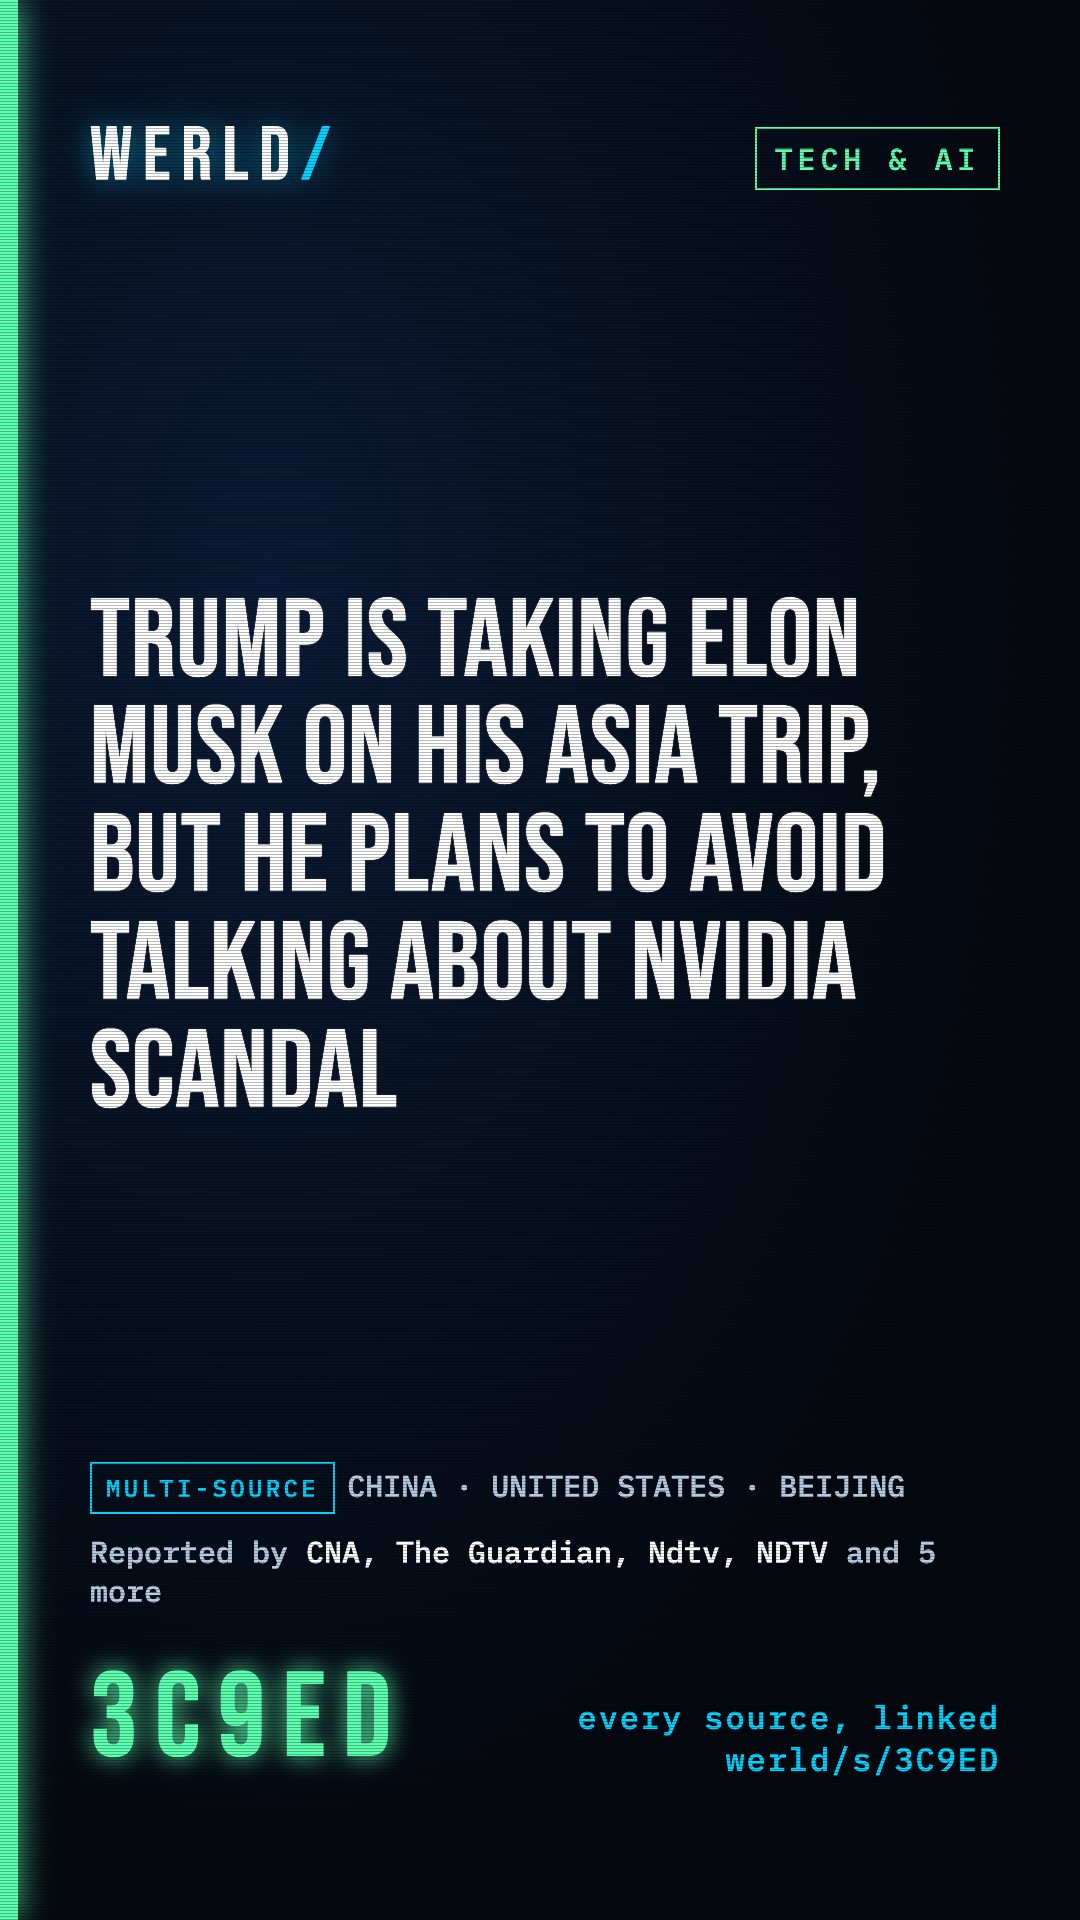 WERLD/
TECH & AI
TRUMP IS TAKING ELON
MUSK ON HIS ASIA TRIP,
BUT HE PLANS TO AVOID
TALKING ABOUT NVIDIA
SCANDAL
MULTI-SOURCE CHINA · UNITED STATES · BEIJING
Reported by CNA, The Guardian, Ndtv, NDTV and 5
more
3C9ED
every source, linked
werld/s/3C9ED